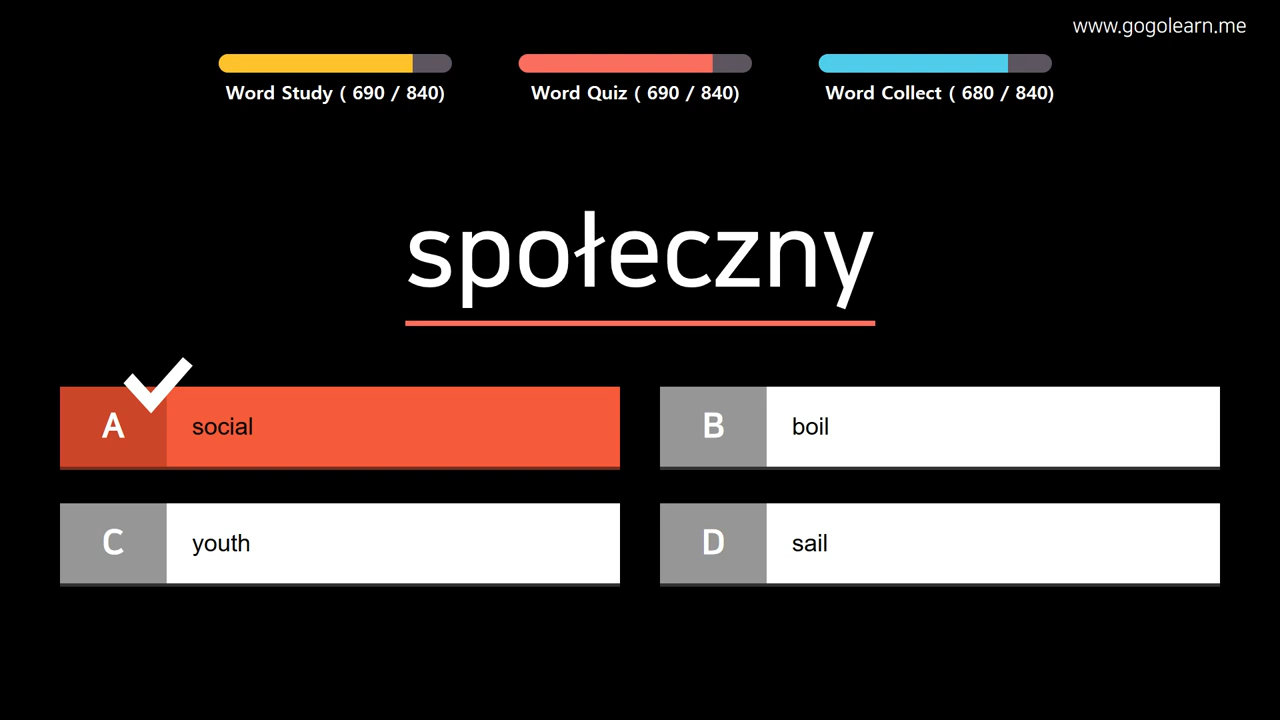 www.gogolearn.me
Word Study ( 690 / 840)
Word Quiz ( 690 / 840)
Word Collect ( 680 / 840)
społeczny
A social
B boil
C youth
D sail